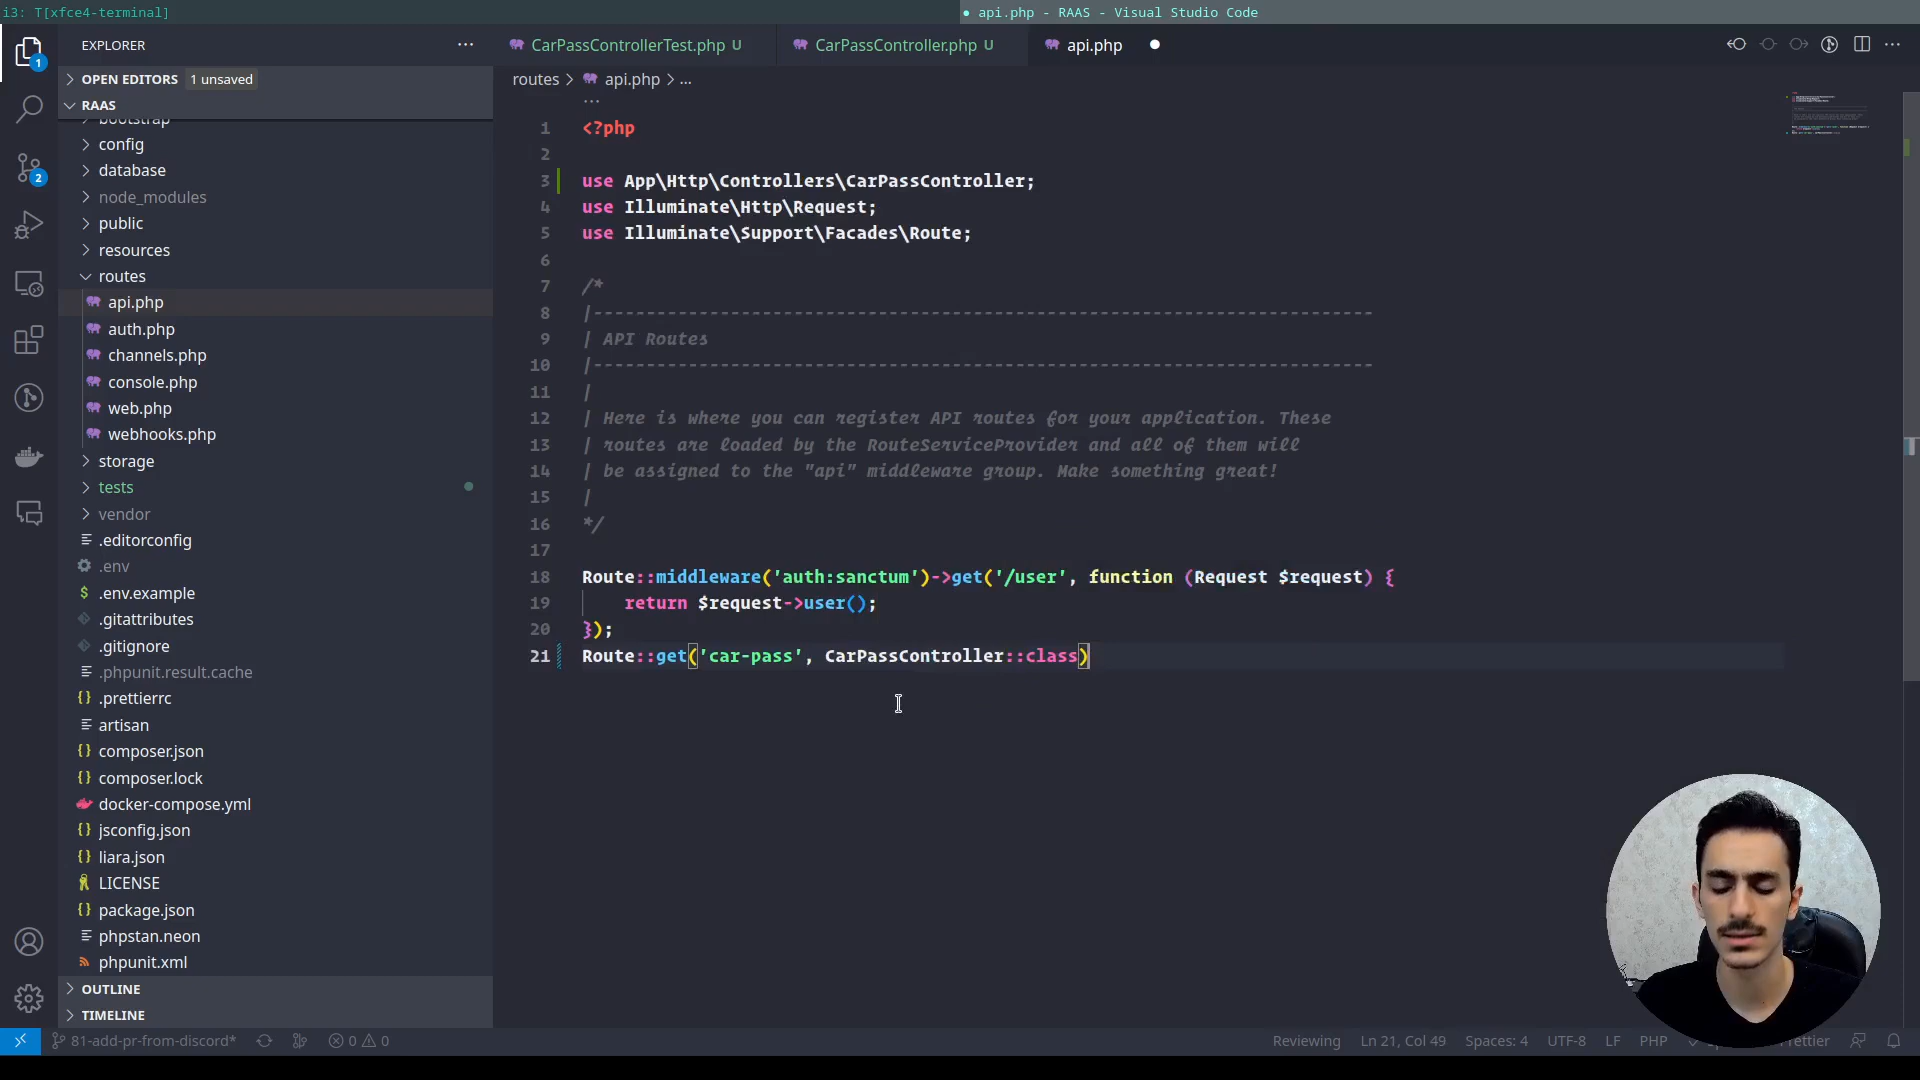 i3: T[xfce4-terminal]
● api.php - RAAS - Visual Studio Code
EXPLORER
CarPassControllerTest.php U
CarPassController.php U
api.php
OPEN EDITORS 1 unsaved
RAAS
routes > api.php > ...
bootstrap
config
database
node_modules
public
resources
routes
api.php
auth.php
channels.php
console.php
web.php
webhooks.php
storage
tests
vendor
.editorconfig
.env
.env.example
.gitattributes
.gitignore
.phpunit.result.cache
.prettierrc
artisan
composer.json
composer.lock
docker-compose.yml
jsconfig.json
liara.json
LICENSE
package.json
phpstan.neon
phpunit.xml
OUTLINE
TIMELINE
1
2
...
1 <?php
2
3 use App\Http\Controllers\CarPassController;
4 use Illuminate\Http\Request;
5 use Illuminate\Support\Facades\Route;
6
7 /*
8 |--------------------------------------------------------------------------
9 | API Routes
10 |--------------------------------------------------------------------------
11 |
12 | Here is where you can register API routes for your application. These
13 | routes are loaded by the RouteServiceProvider and all of them will
14 | be assigned to the "api" middleware group. Make something great!
15 |
16 */
17
18 Route::middleware('auth:sanctum')->get('/user', function (Request $request) {
19     return $request->user();
20 });
21 Route::get('car-pass', CarPassController::class)
81-add-pr-from-discord*
0 0
Reviewing
Ln 21, Col 49
Spaces: 4
UTF-8
LF
PHP